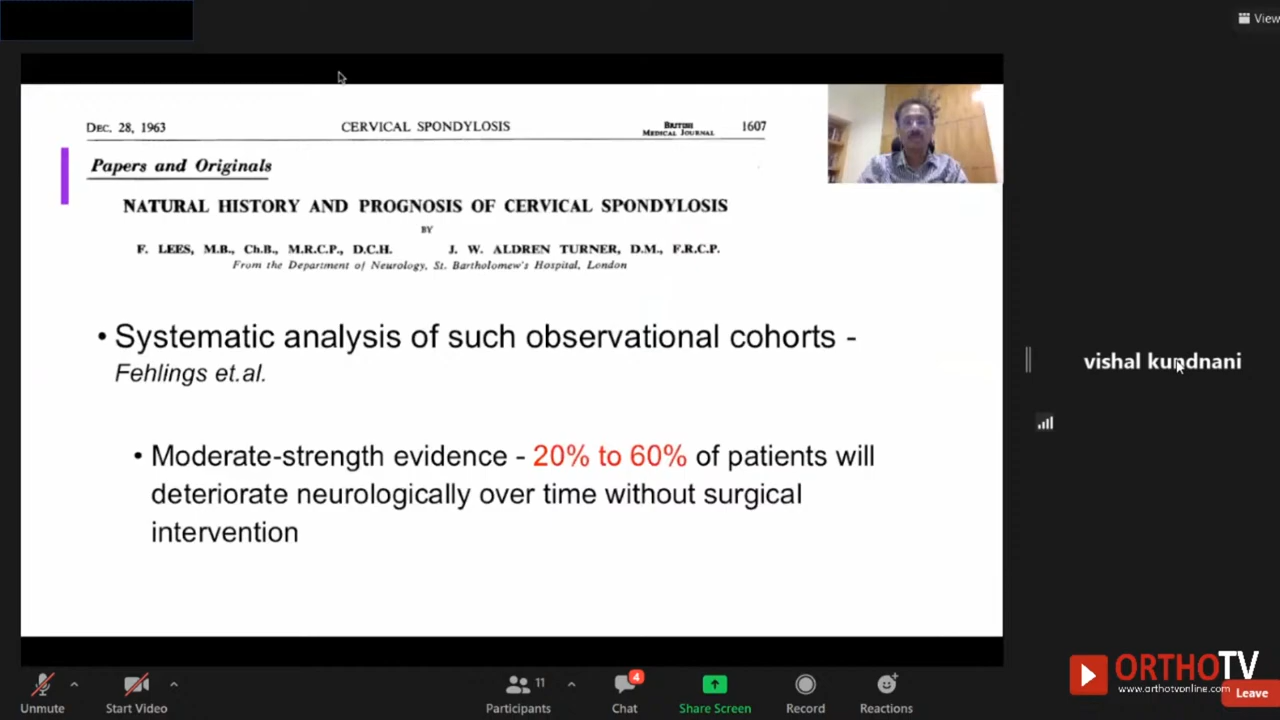 View
DEC. 28, 1963 CERVICAL SPONDYLOSIS BRITISH MEDICAL JOURNAL 1607
Papers and Originals
NATURAL HISTORY AND PROGNOSIS OF CERVICAL SPONDYLOSIS
BY
F. LEES, M.B., Ch.B., M.R.C.P., D.C.H. J. W. ALDREN TURNER, D.M., F.R.C.P.
From the Department of Neurology, St. Bartholomew's Hospital, London
• Systematic analysis of such observational cohorts -
Fehlings et.al.
• Moderate-strength evidence - 20% to 60% of patients will
deteriorate neurologically over time without surgical
intervention
vishal kundnani
ORTHOTV
www.orthotvonline.com
Leave
11
4
Unmute Start Video Participants Chat Share Screen Record Reactions